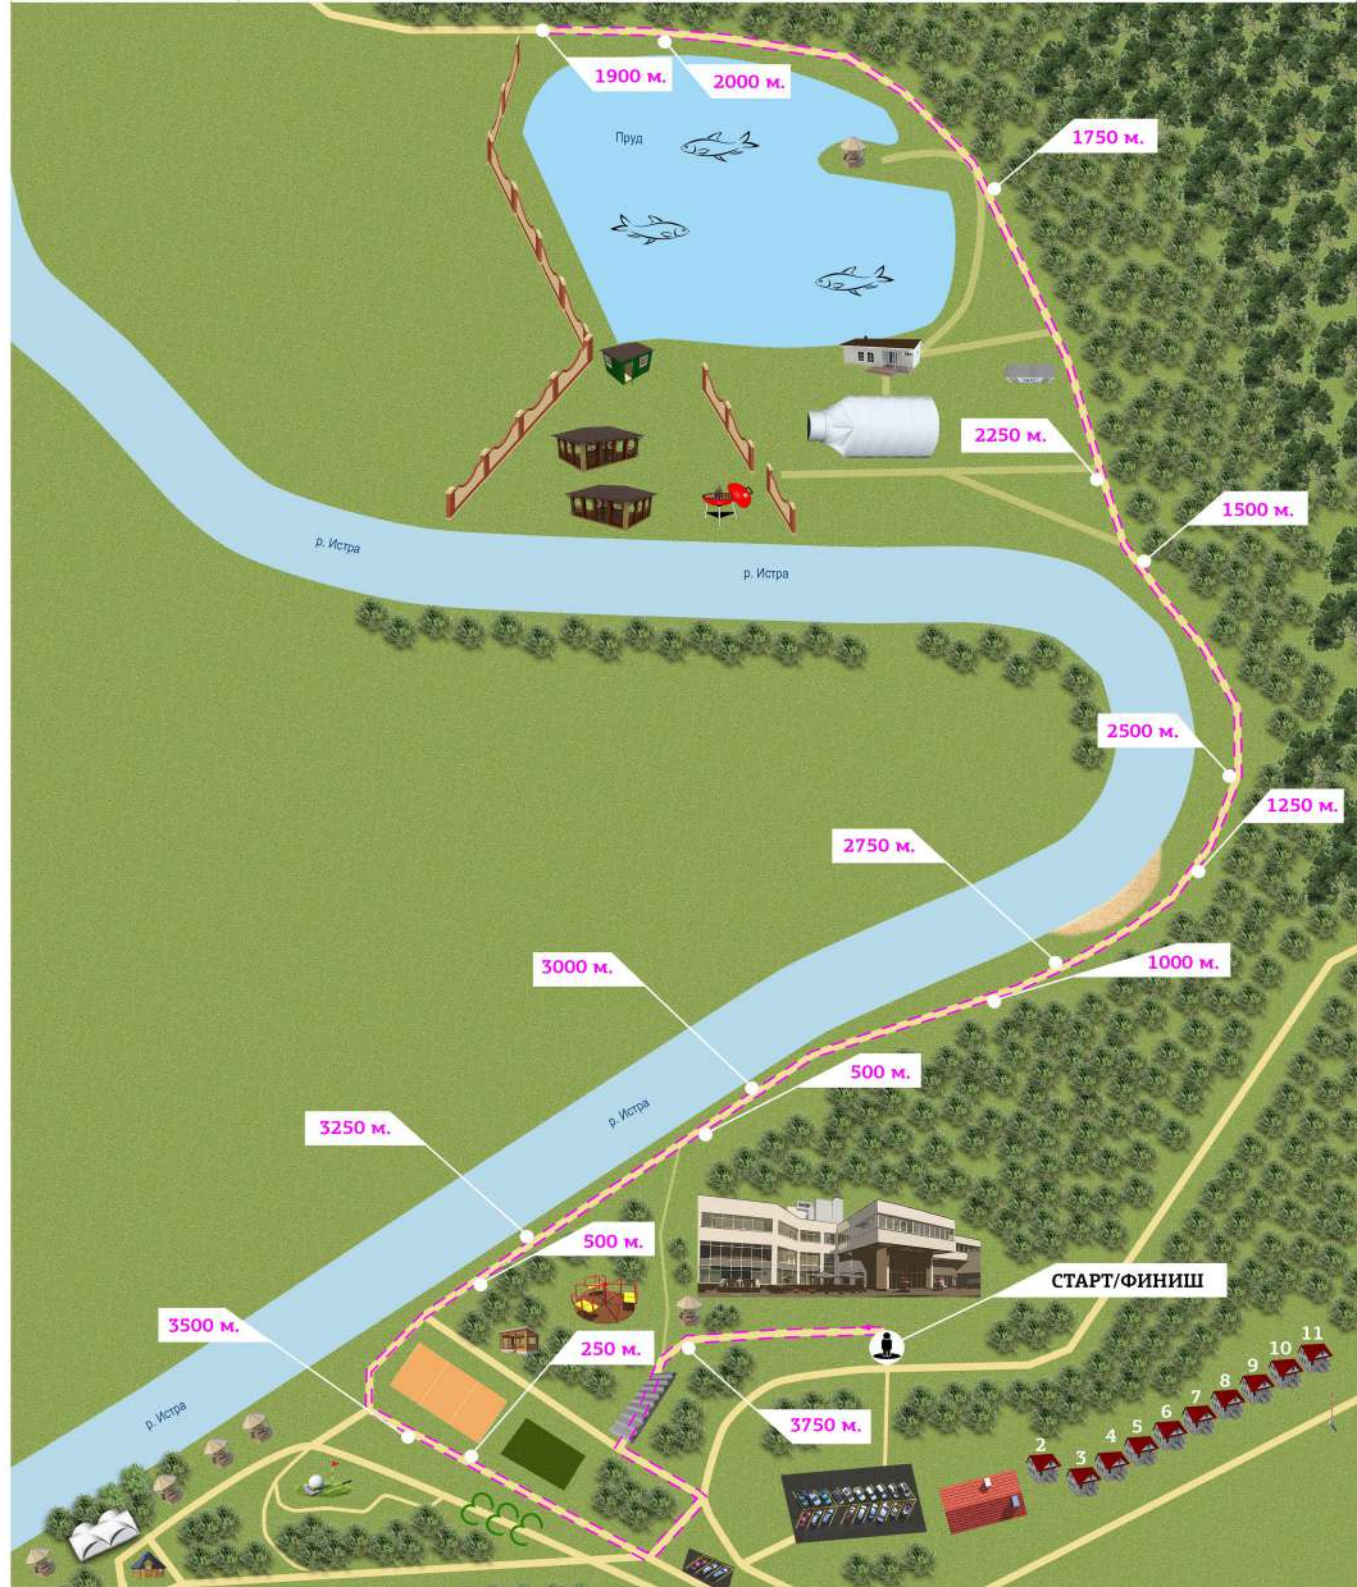 1900 м.
2000 м.
Пруд
1750 м.
2250 м.
1500 м.
р. Истра
р. Истра
2500 м.
1250 м.
2750 м.
3000 м.
1000 м.
500 м.
р. Истра
3250 м.
500 м.
СТАРТ/ФИНИШ
3500 м.
250 м.
11
10
9
8
7
6
5
4
3
2
3750 м.
р. Истра